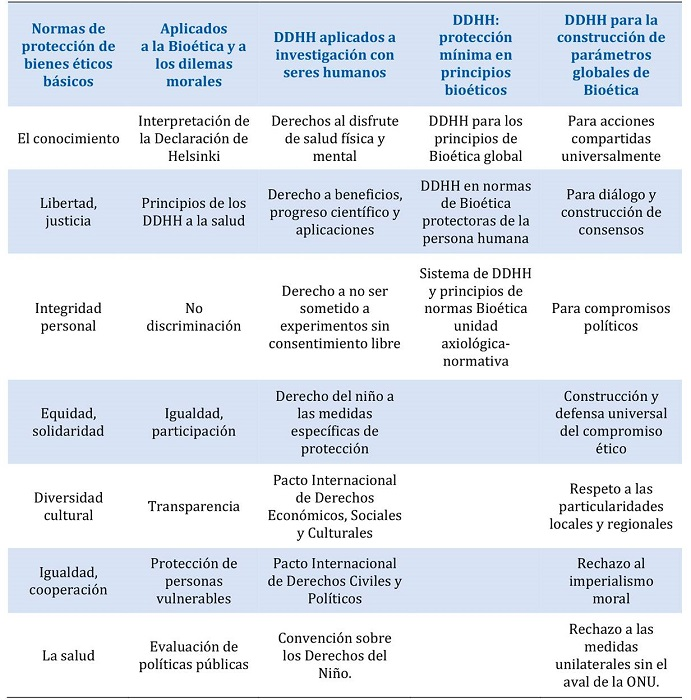 Normas de
protección de
bienes éticos
básicos
Aplicados
a la Bioética y a
los dilemas
morales
DDHH aplicados a
investigación con
seres humanos
DDHH:
protección
mínima en
principios
bioéticos
DDHH para la
construcción de
parámetros
globales de
Bioética
El conocimiento
Interpretación de
la Declaración de
Helsinki
Derechos al disfrute
de salud física y
mental
DDHH para los
principios de
Bioética global
Para acciones
compartidas
universalmente
Libertad,
justicia
Principios de los
DDHH a la salud
Derecho a beneficios,
progreso científico y
aplicaciones
DDHH en normas
de Bioética
protectoras de la
persona humana
Para diálogo y
construcción de
consensos
Integridad
personal
No
discriminación
Derecho a no ser
sometido a
experimentos sin
consentimiento libre
Sistema de DDHH
y principios de
normas Bioética
unidad
axiológica-
normativa
Para compromisos
políticos
Equidad,
solidaridad
Igualdad,
participación
Derecho del niño a
las medidas
específicas de
protección
Construcción y
defensa universal
del compromiso
ético
Diversidad
cultural
Transparencia
Pacto Internacional
de Derechos
Económicos, Sociales
y Culturales
Respeto a las
particularidades
locales y regionales
Igualdad,
cooperación
Protección de
personas
vulnerables
Pacto Internacional
de Derechos Civiles y
Políticos
Rechazo al
imperialismo
moral
La salud
Evaluación de
políticas públicas
Convención sobre
los Derechos del
Niño.
Rechazo a las
medidas
unilaterales sin el
aval de la ONU.